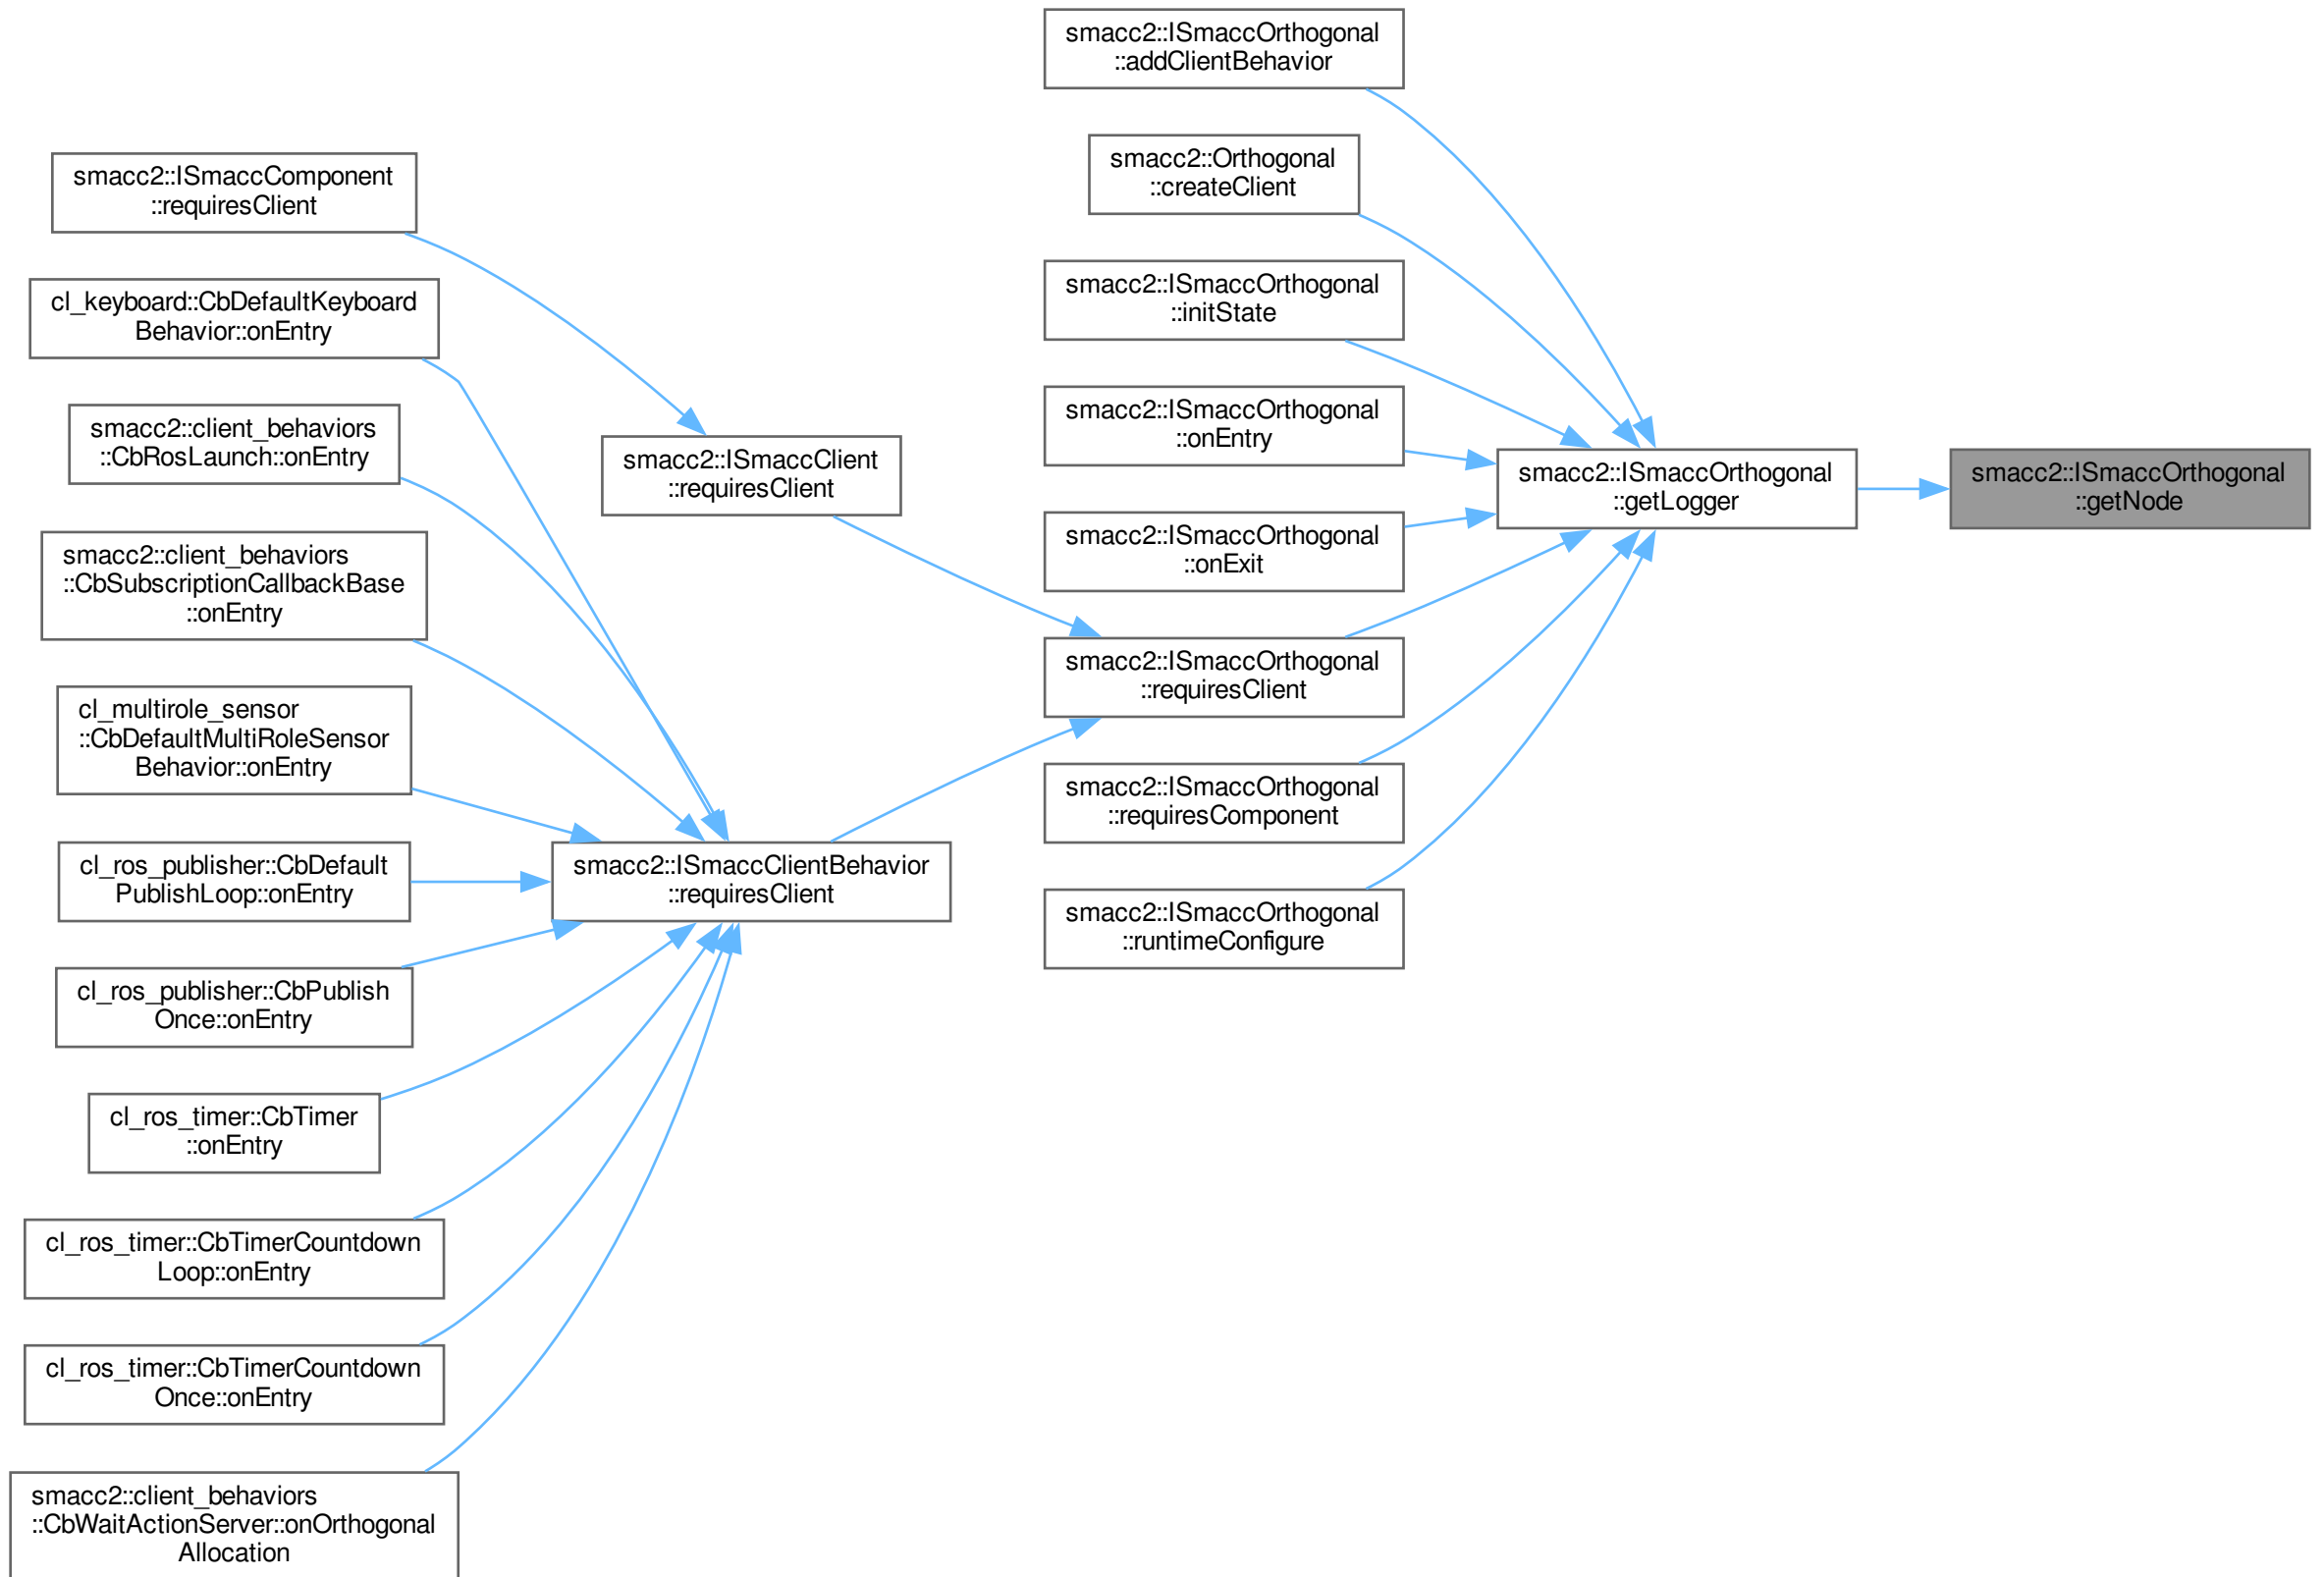 smacc2::ISmaccOrthogonal
::addClientBehavior
smacc2::Orthogonal
::createClient
smacc2::ISmaccComponent
::requiresClient
smacc2::ISmaccOrthogonal
::initState
cl_keyboard::CbDefaultKeyboard
Behavior::onEntry
smacc2::ISmaccOrthogonal
::onEntry
smacc2::client_behaviors
::CbRosLaunch::onEntry
smacc2::ISmaccClient
::requiresClient
smacc2::ISmaccOrthogonal
::getLogger
smacc2::ISmaccOrthogonal
::getNode
smacc2::ISmaccOrthogonal
::onExit
smacc2::client_behaviors
::CbSubscriptionCallbackBase
::onEntry
smacc2::ISmaccOrthogonal
::requiresClient
cl_multirole_sensor
::CbDefaultMultiRoleSensor
Behavior::onEntry
smacc2::ISmaccOrthogonal
::requiresComponent
cl_ros_publisher::CbDefault
PublishLoop::onEntry
smacc2::ISmaccClientBehavior
::requiresClient
smacc2::ISmaccOrthogonal
::runtimeConfigure
cl_ros_publisher::CbPublish
Once::onEntry
cl_ros_timer::CbTimer
::onEntry
cl_ros_timer::CbTimerCountdown
Loop::onEntry
cl_ros_timer::CbTimerCountdown
Once::onEntry
smacc2::client_behaviors
::CbWaitActionServer::onOrthogonal
Allocation